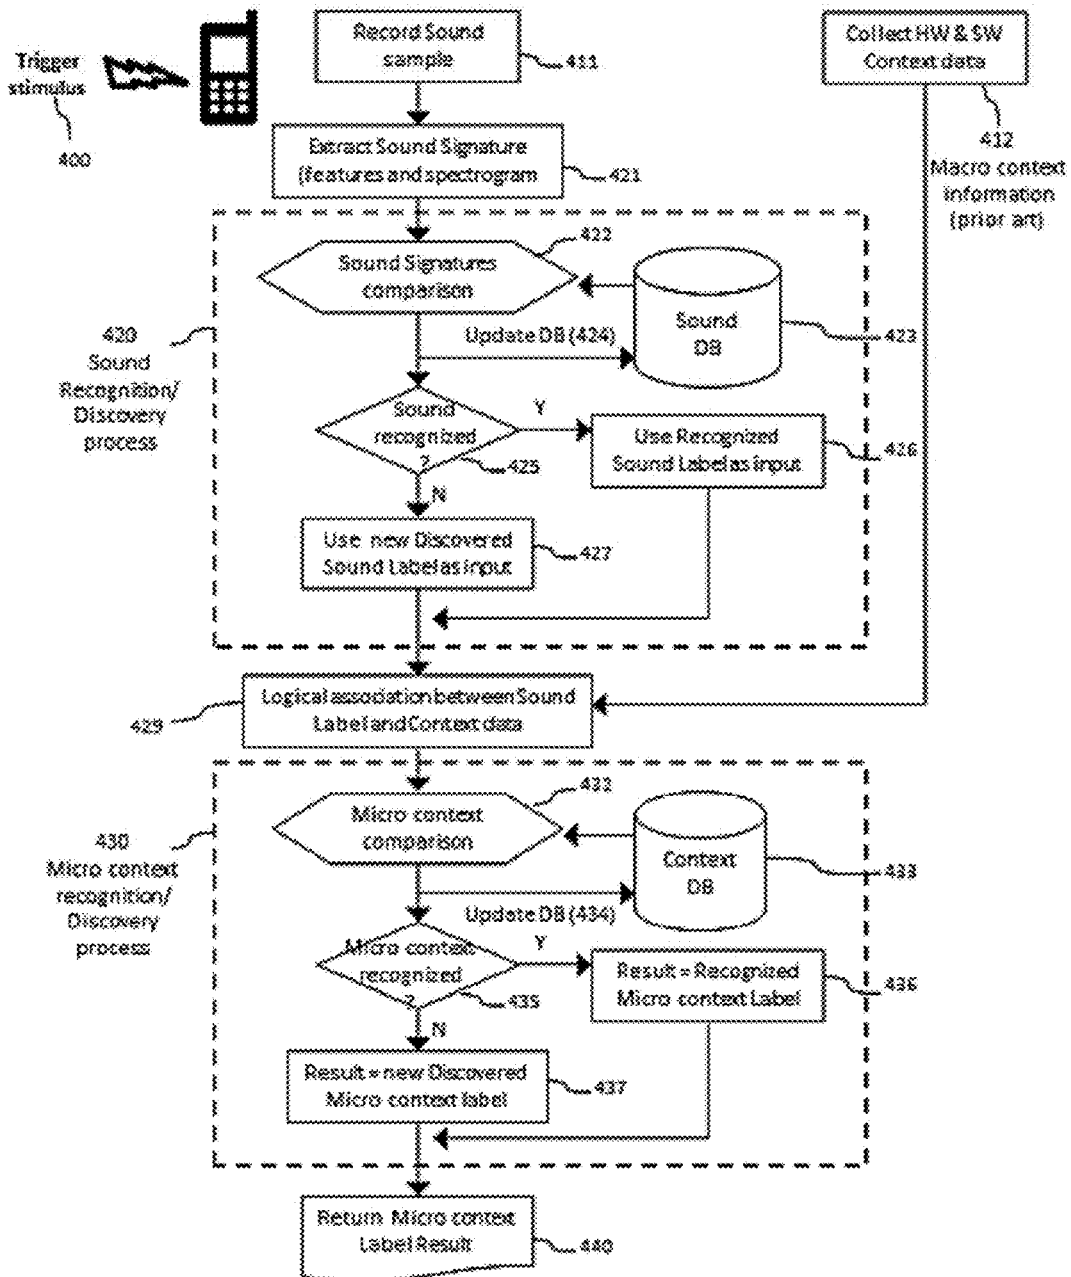 Trigger
stimulus
400
Record Sound
sample
411
Collect HW & SW
Context data
412
Macro context
information
(prior art)
Extract Sound Signature
(features and spectrogram
421
422
Sound Signatures
comparison
Sound
DB
423
Update DB (424)
420
Sound
Recognition/
Discovery
process
Sound
recognized
?
425
Y
N
Use Recognized
Sound Label as input
426
Use new Discovered
Sound Label as input
427
Logical association between Sound
Label and Context data
429
432
Micro context
comparison
Context
DB
433
Update DB (434)
430
Micro context
recognition/
Discovery
process
Micro context
recognized
?
435
Y
N
Result = Recognized
Micro context Label
436
Result = new Discovered
Micro context label
437
Return Micro context
Label Result
440